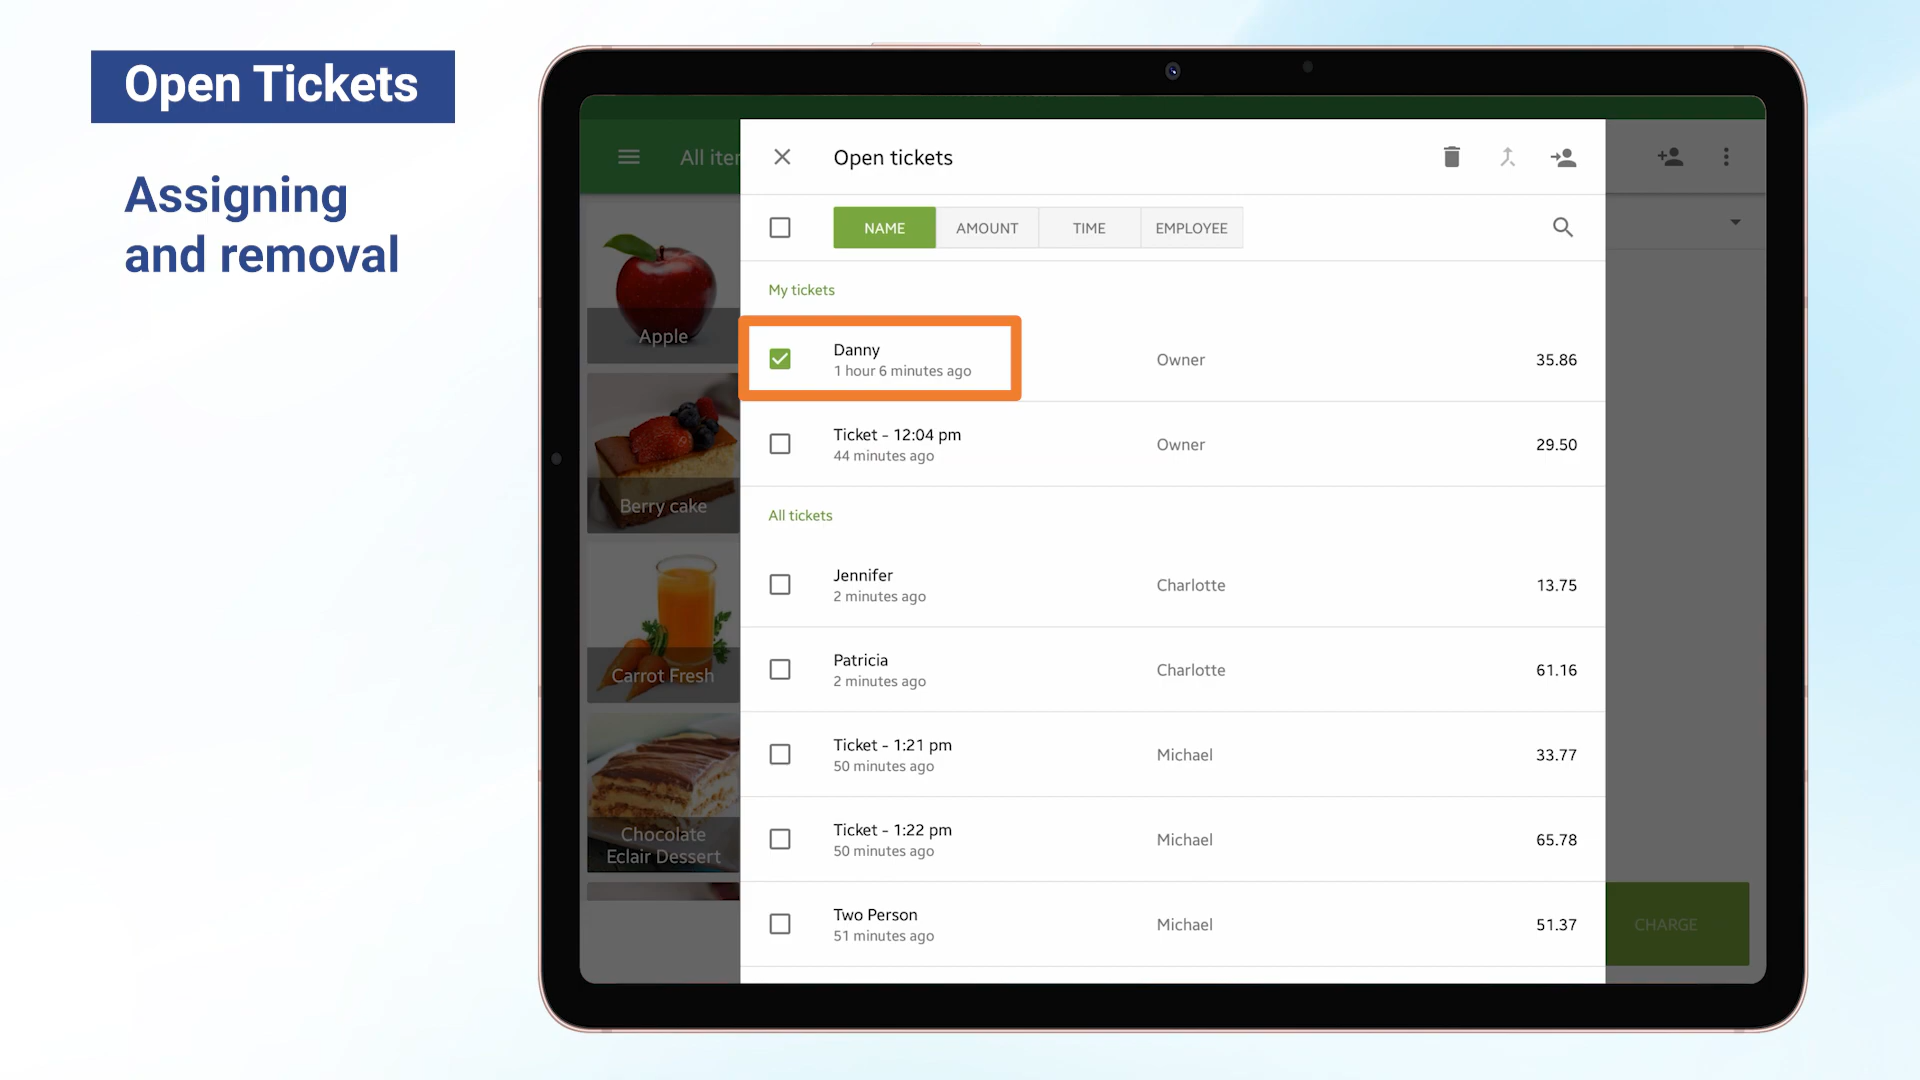 Open Tickets
Assigning
and removal
All iter
Open tickets
NAME AMOUNT TIME EMPLOYEE
My tickets
Danny Owner 35.86
1 hour 6 minutes ago
Ticket - 12:04 pm Owner 29.50
44 minutes ago
All tickets
Jennifer Charlotte 13.75
2 minutes ago
Patricia Charlotte 61.16
2 minutes ago
Ticket - 1:21 pm Michael 33.77
50 minutes ago
Ticket - 1:22 pm Michael 65.78
50 minutes ago
Two Person Michael 51.37
51 minutes ago
Apple
Berry cake
Carrot Fresh
Chocolate
Eclair Dessert
CHARGE